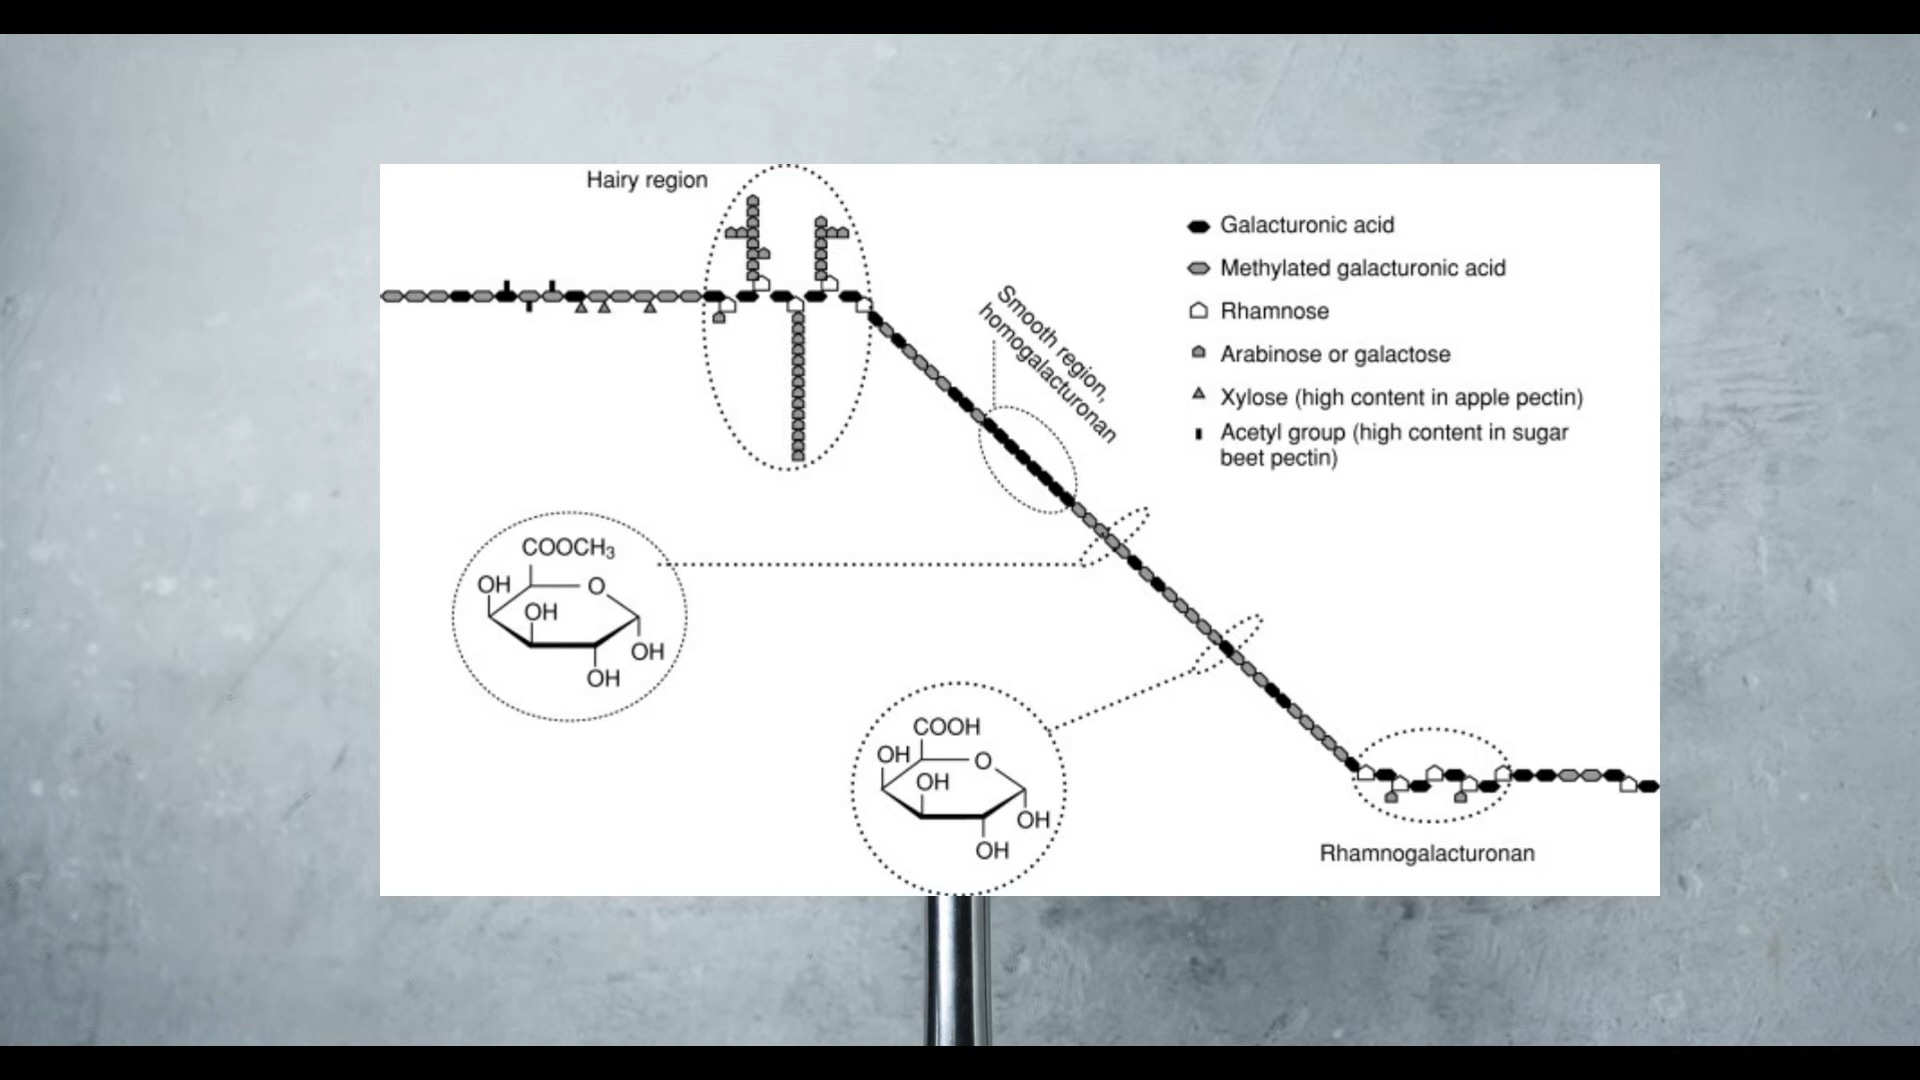 Hairy region
Galacturonic acid
Methylated galacturonic acid
Rhamnose
Arabinose or galactose
Xylose (high content in apple pectin)
Acetyl group (high content in sugar
beet pectin)
Smooth region,
homogalacturonan
COOCH₃
OH
O
OH
OH
OH
COOH
OH
O
OH
OH
OH
Rhamnogalacturonan